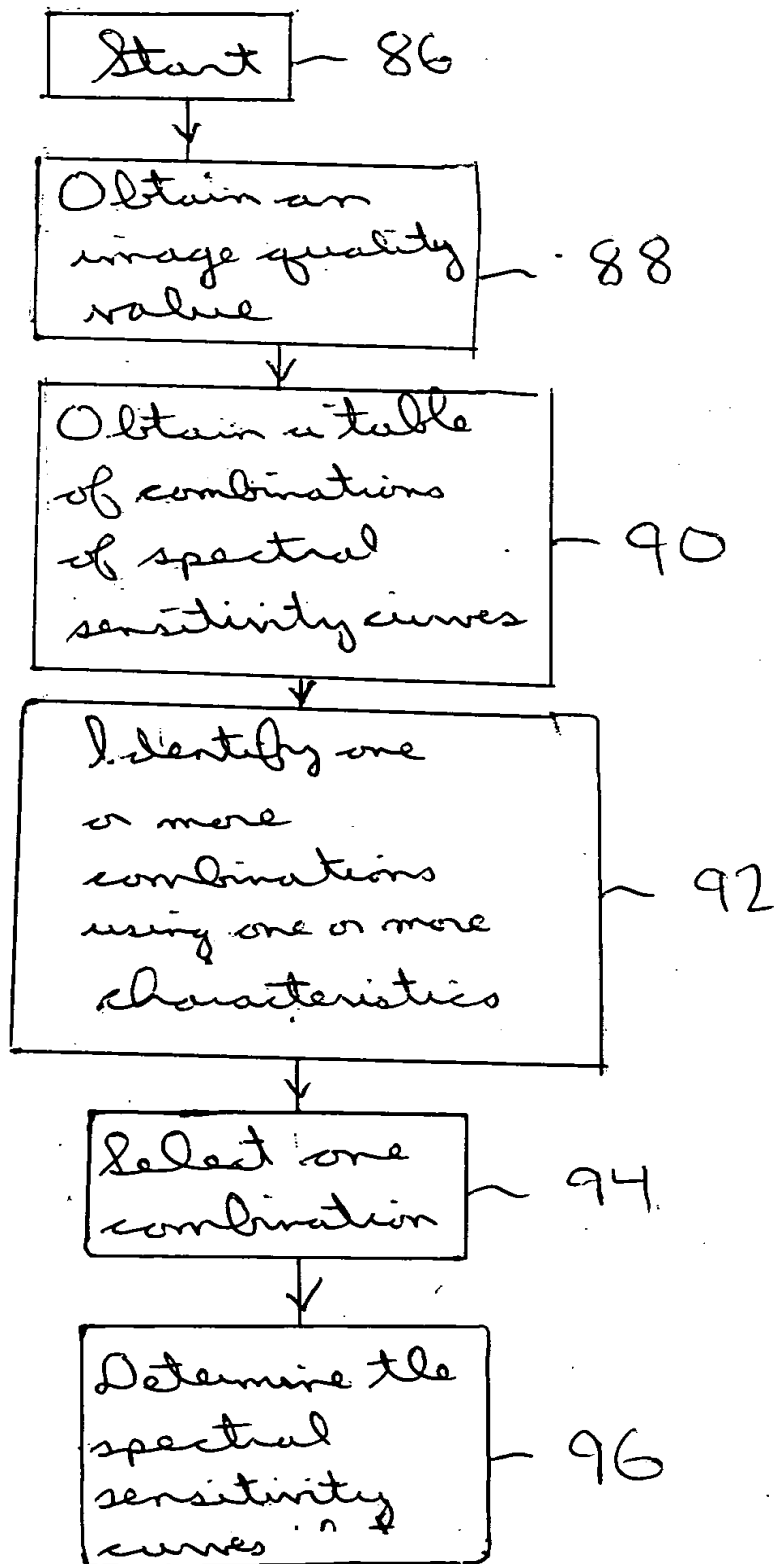 Start
86
Obtain an
image quality
value
88
Obtain a table
of combinations
of spectral
sensitivity curves
90
Identify one
or more
combinations
using one or more
characteristics
92
Select one
combination
94
Determine the
spectral
sensitivity
curves
96